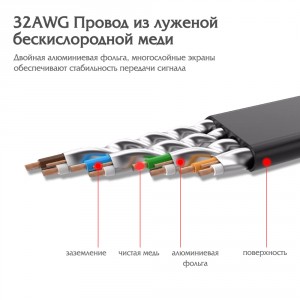 32AWG Провод из луженой
бескислородной меди
Двойная алюминиевая фольга, многослойные экраны
обеспечивают стабильность передачи сигнала
заземление
чистая медь
алюминиевая
фольга
поверхность